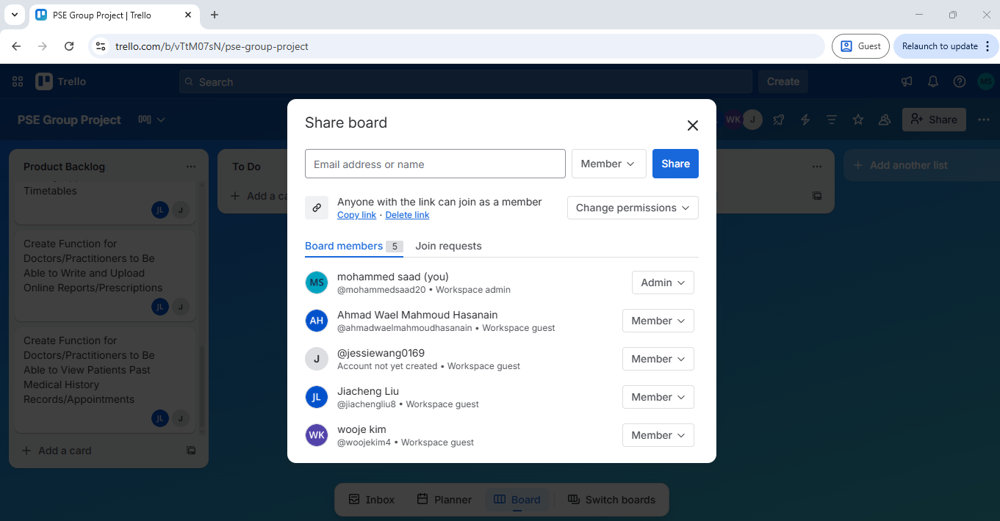 PSE Group Project | Trello
trello.com/b/vTtM07sN/pse-group-project
Guest
Relaunch to update
Trello
Search
Create
MS
PSE Group Project
WK
J
Share
Share board
Email address or name
Member
Share
Anyone with the link can join as a member
Copy link · Delete link
Change permissions
Board members 5
Join requests
MS
mohammed saad (you)
@mohammedsaad20 • Workspace admin
Admin
AH
Ahmad Wael Mahmoud Hasanain
@ahmadwaelmahmoudhasanain • Workspace guest
Member
J
@jessiewang0169
Account not yet created • Workspace guest
Member
JL
Jiacheng Liu
@jiachengliu8 • Workspace guest
Member
WK
wooje kim
@woojekim4 • Workspace guest
Member
Product Backlog
Timetables
JL
J
Create Function for
Doctors/Practitioners to Be
Able to Write and Upload
Online Reports/Prescriptions
JL
J
Create Function for
Doctors/Practitioners to Be
Able to View Patients Past
Medical History
Records/Appointments
JL
J
Add a card
To Do
Add a ca
Add another list
Inbox
Planner
Board
Switch boards